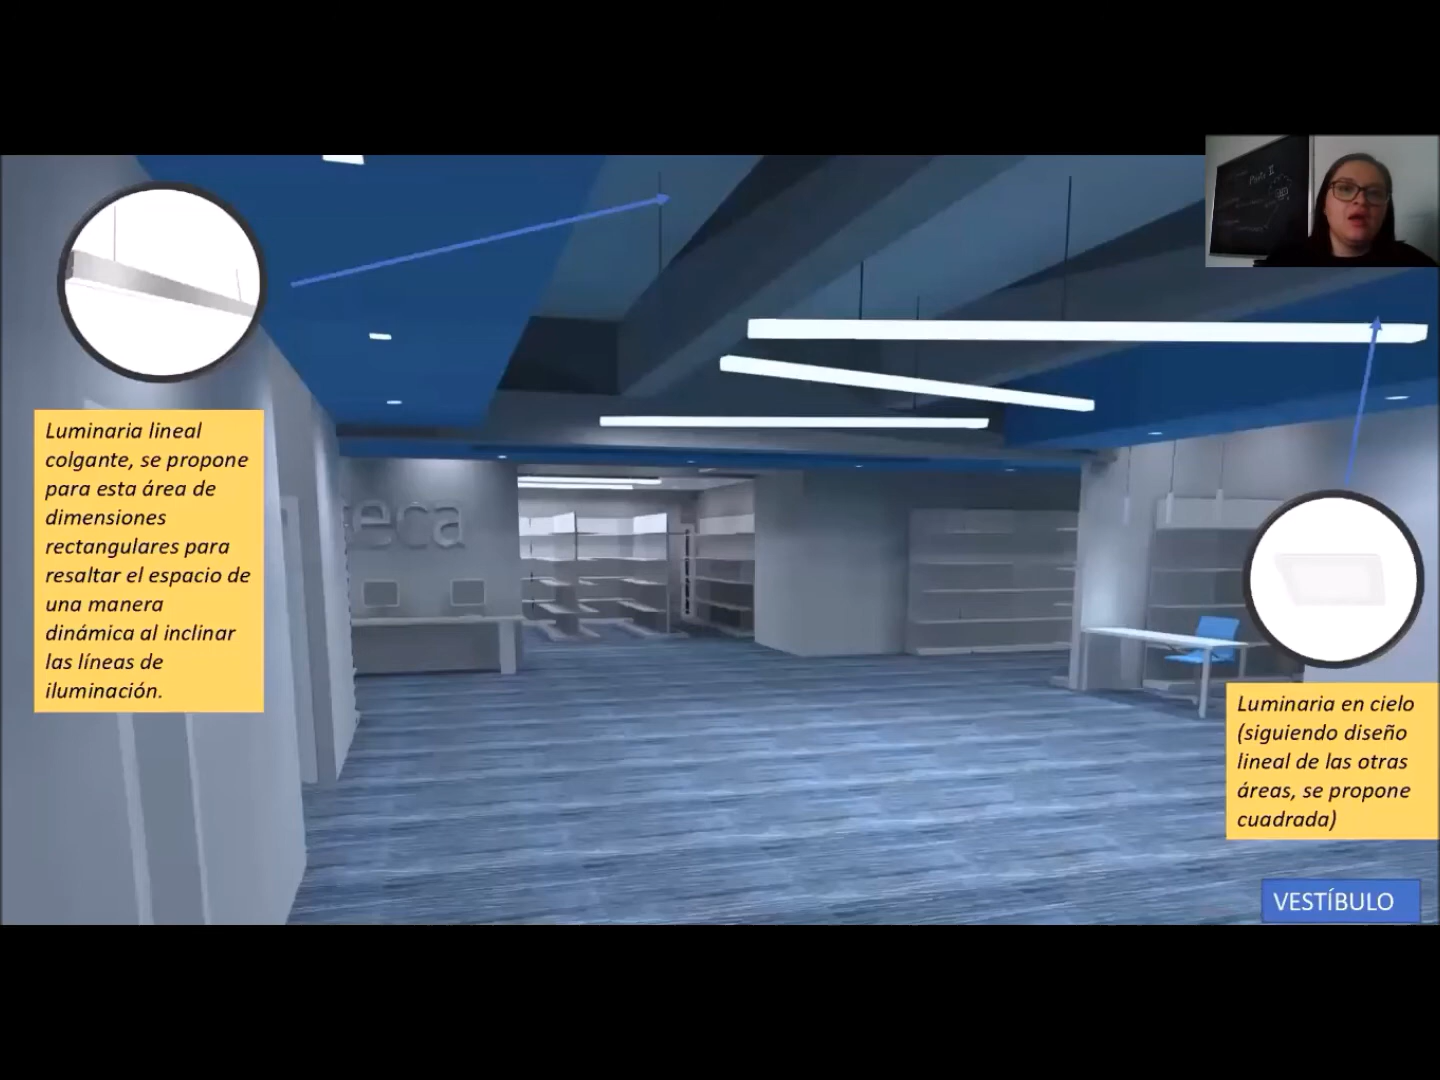 Luminaria lineal
colgante, se propone
para esta área de
dimensiones
rectangulares para
resaltar el espacio de
una manera
dinámica al inclinar
las líneas de
iluminación.
teca
Luminaria en cielo
(siguiendo diseño
lineal de las otras
áreas, se propone
cuadrada)
VESTÍBULO